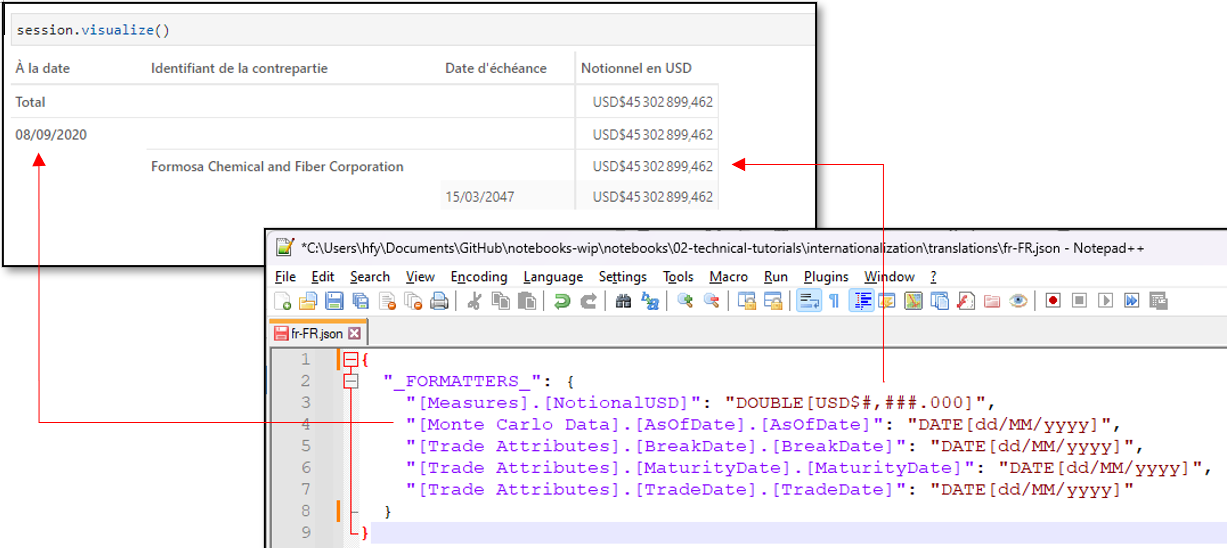 session.visualize()
À la date Identifiant de la contrepartie Date d'échéance Notionnel en USD
Total USD$45 302 899,462
08/09/2020 USD$45 302 899,462
Formosa Chemical and Fiber Corporation USD$45 302 899,462
15/03/2047 USD$45 302 899,462
*C:\Users\hfy\Documents\GitHub\notebooks-wip\notebooks\02-technical-tutorials\internationalization\translations\fr-FR.json - Notepad++
File Edit Search View Encoding Language Settings Tools Macro Run Plugins Window ?
fr-FR.json
1 {
2 "_FORMATTERS_": {
3 "[Measures].[NotionalUSD]": "DOUBLE[USD$#,###.000]",
4 "[Monte Carlo Data].[AsOfDate].[AsOfDate]": "DATE[dd/MM/yyyy]",
5 "[Trade Attributes].[BreakDate].[BreakDate]": "DATE[dd/MM/yyyy]",
6 "[Trade Attributes].[MaturityDate].[MaturityDate]": "DATE[dd/MM/yyyy]",
7 "[Trade Attributes].[TradeDate].[TradeDate]": "DATE[dd/MM/yyyy]"
8 }
9 }